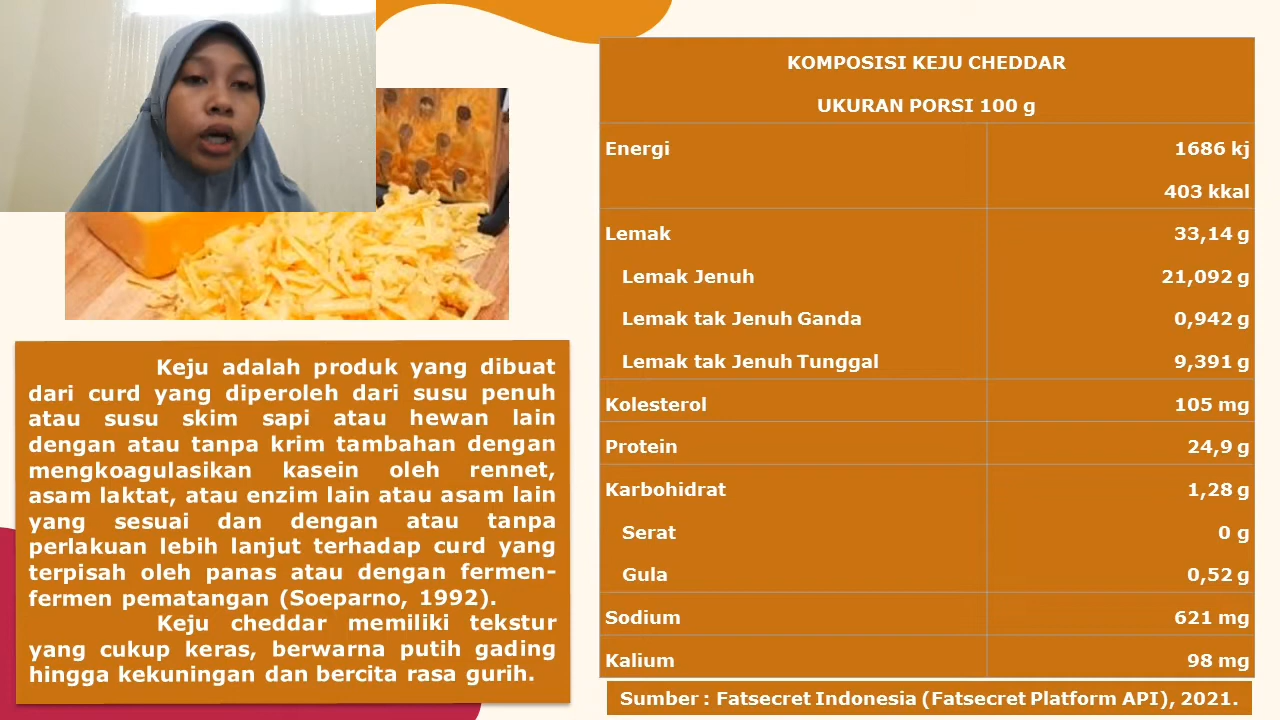 Keju adalah produk yang dibuat
dari curd yang diperoleh dari susu penuh
atau susu skim sapi atau hewan lain
dengan atau tanpa krim tambahan dengan
mengkoagulasikan kasein oleh rennet,
asam laktat, atau enzim lain atau asam lain
yang sesuai dan dengan atau tanpa
perlakuan lebih lanjut terhadap curd yang
terpisah oleh panas atau dengan fermen-
fermen pematangan (Soeparno, 1992).
Keju cheddar memiliki tekstur
yang cukup keras, berwarna putih gading
hingga kekuningan dan bercita rasa gurih.
KOMPOSISI KEJU CHEDDAR
UKURAN PORSI 100 g
Energi 1686 kj
403 kkal
Lemak 33,14 g
Lemak Jenuh 21,092 g
Lemak tak Jenuh Ganda 0,942 g
Lemak tak Jenuh Tunggal 9,391 g
Kolesterol 105 mg
Protein 24,9 g
Karbohidrat 1,28 g
Serat 0 g
Gula 0,52 g
Sodium 621 mg
Kalium 98 mg
Sumber : Fatsecret Indonesia (Fatsecret Platform API), 2021.